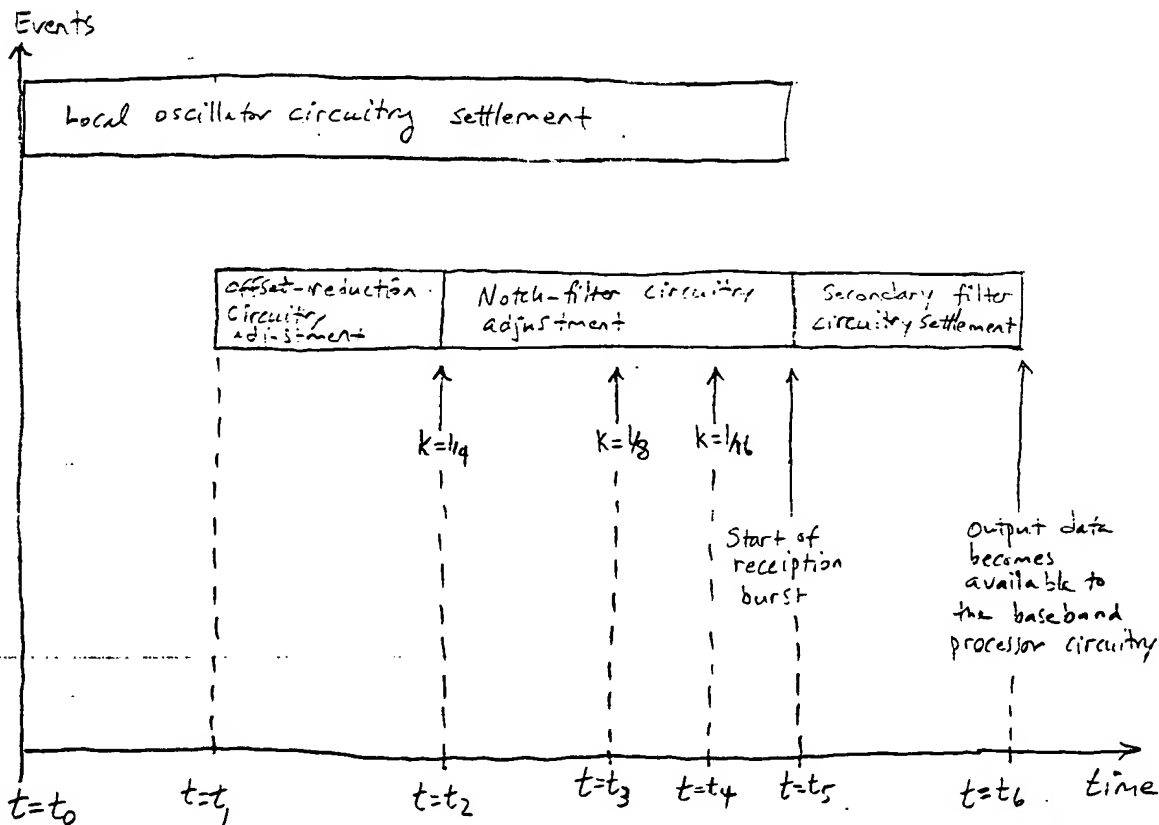 Events
Local oscillator circuitry settlement
offset-reduction
circuitry
adjustment
Notch-filter circuitry
adjustment
Secondary filter
circuitry settlement
k=1/4
k=1/8
k=1/16
Start of
receiption
burst
Output data
becomes
available to
the baseband
processor circuitry
t=t0
t=t1
t=t2
t=t3
t=t4
t=t5
t=t6
time